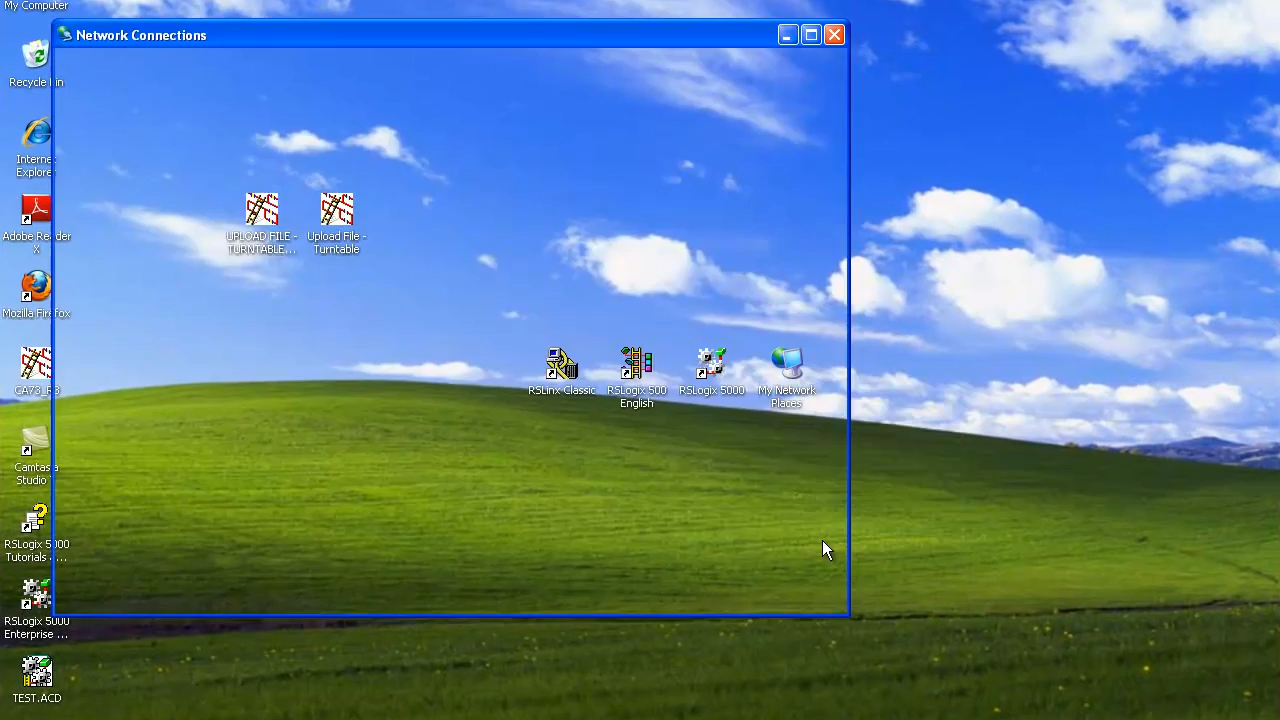 My Computer
Network Connections
Recycle Bin
Internet
Explorer
Adobe Reader
X
UPLOAD FILE -
TURNTABLE...
Upload File -
Turntable
Mozilla Firefox
CA73_R3
RSLinx Classic
RSLogix 500
English
RSLogix 5000
My Network
Places
Camtasia
Studio
RSLogix 5000
Tutorials
RSLogix 5000
Enterprise ...
TEST.ACD